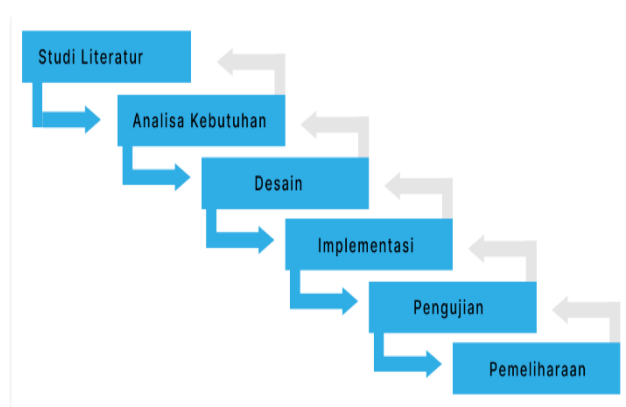 Studi Literatur
Analisa Kebutuhan
Desain
Implementasi
Pengujian
Pemeliharaan